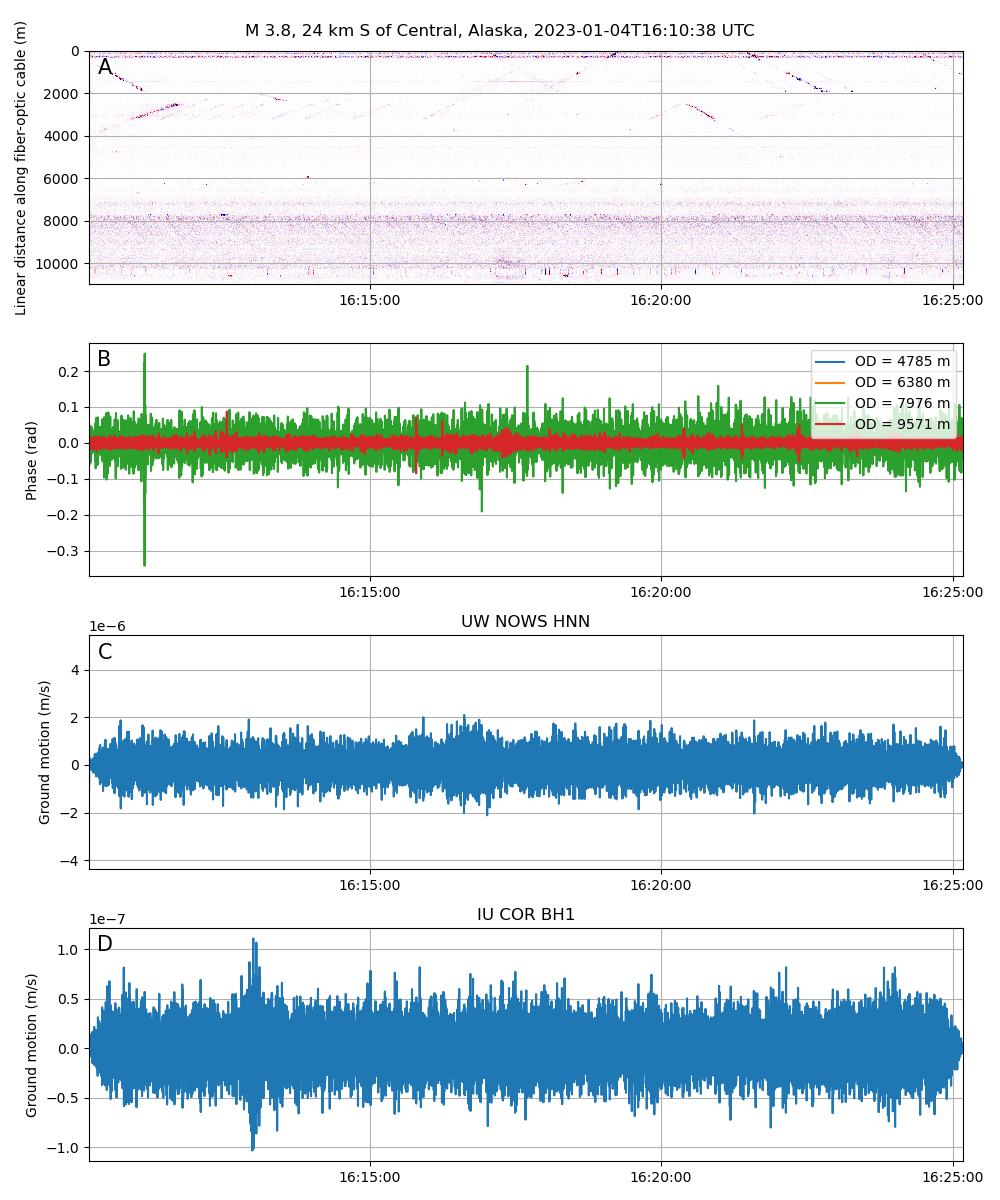 M 3.8, 24 km S of Central, Alaska, 2023-01-04T16:10:38 UTC
Linear distance along fiber-optic cable (m)
A
0
2000
4000
6000
8000
10000
16:15:00
16:20:00
16:25:00
Phase (rad)
B
0.2
0.1
0.0
−0.1
−0.2
−0.3
OD = 4785 m
OD = 6380 m
OD = 7976 m
OD = 9571 m
16:15:00
16:20:00
16:25:00
UW NOWS HNN
1e−6
Ground motion (m/s)
C
4
2
0
−2
−4
16:15:00
16:20:00
16:25:00
IU COR BH1
1e−7
Ground motion (m/s)
D
1.0
0.5
0.0
−0.5
−1.0
16:15:00
16:20:00
16:25:00